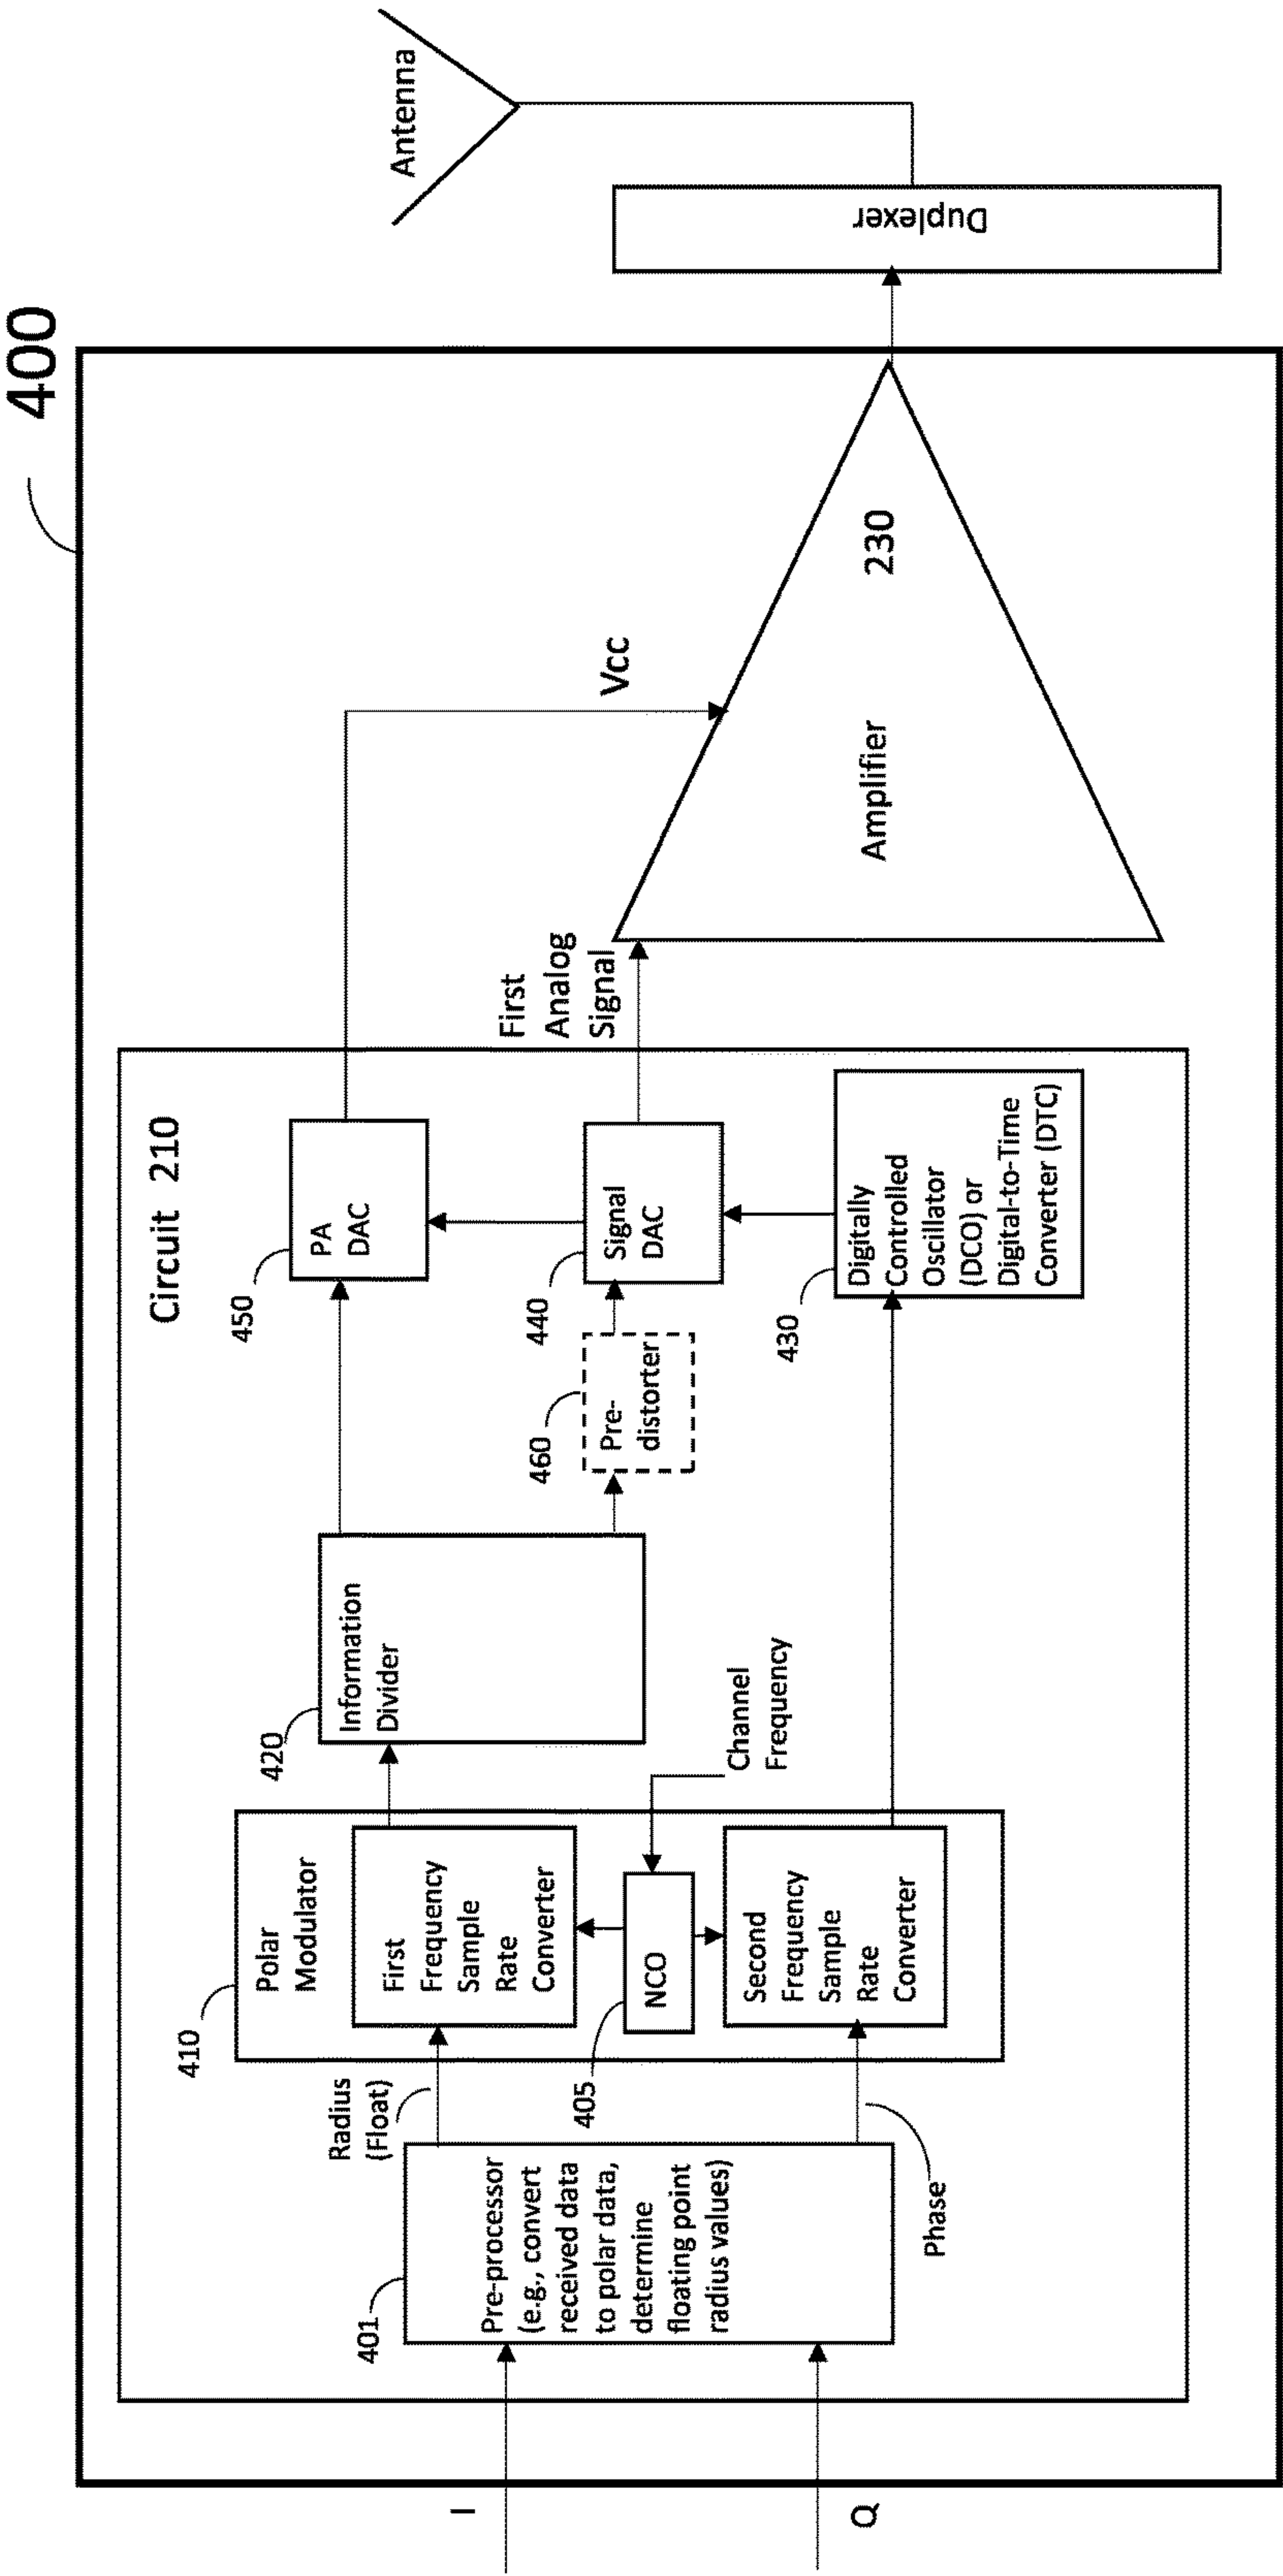 400
Circuit 210
I
Q
401
Pre-processor
(e.g., convert
received data
to polar data,
determine
floating point
radius values)
Radius
(Float)
Phase
410
Polar
Modulator
First
Frequency
Sample
Rate
Converter
405
NCO
Channel
Frequency
Second
Frequency
Sample
Rate
Converter
420
Information
Divider
460
Pre-
distorter
450
PA
DAC
440
Signal
DAC
430
Digitally
Controlled
Oscillator
(DCO) or
Digital-to-Time
Converter (DTC)
First
Analog
Signal
Vcc
Amplifier
230
Duplexer
Antenna